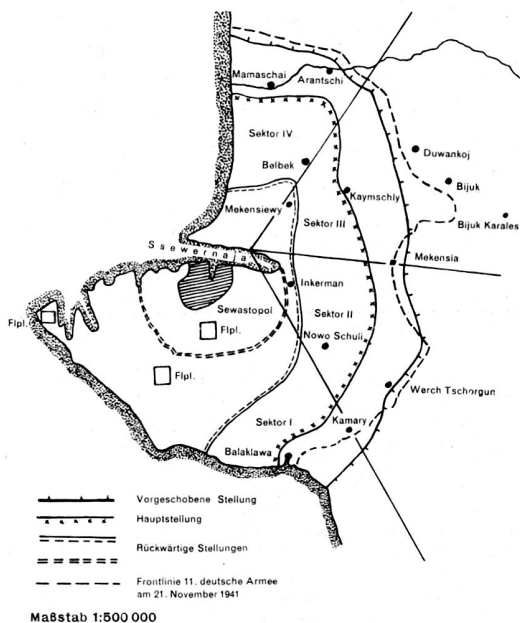 Mamaschai
Arantschi
Sektor IV
Belbek
Duwankoj
Bijuk
Kaymschly
Mekensiewy
Bijuk Karales
Sektor III
Ssewernaja
Mekensia
Inkerman
Sewastopol
Sektor II
Flpl.
Flpl.
Nowo Schuli
Flpl.
Werch Tschorgun
Sektor I
Kamary
Balaklawa
Vorgeschobene Stellung
Hauptstellung
Rückwärtige Stellungen
Frontlinie 11. deutsche Armee
am 21. November 1941
Maßstab 1:500 000